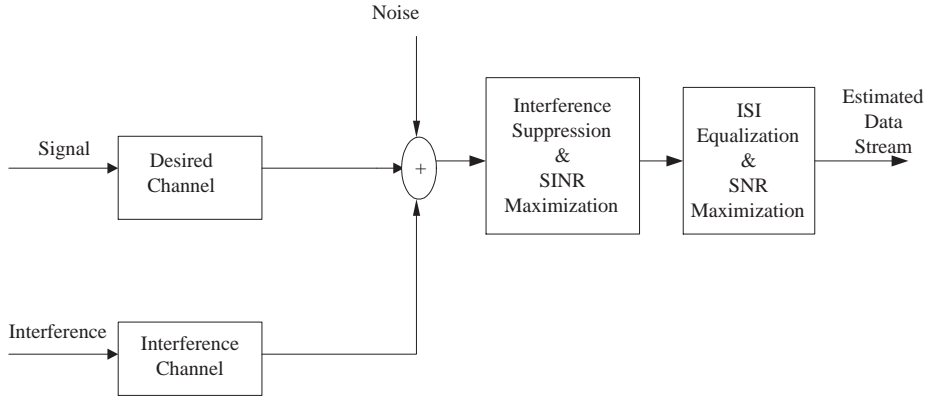 Noise
Signal
Desired
Channel
+
Interference
Suppression
&
SINR
Maximization
ISI
Equalization
&
SNR
Maximization
Estimated
Data
Stream
Interference
Interference
Channel